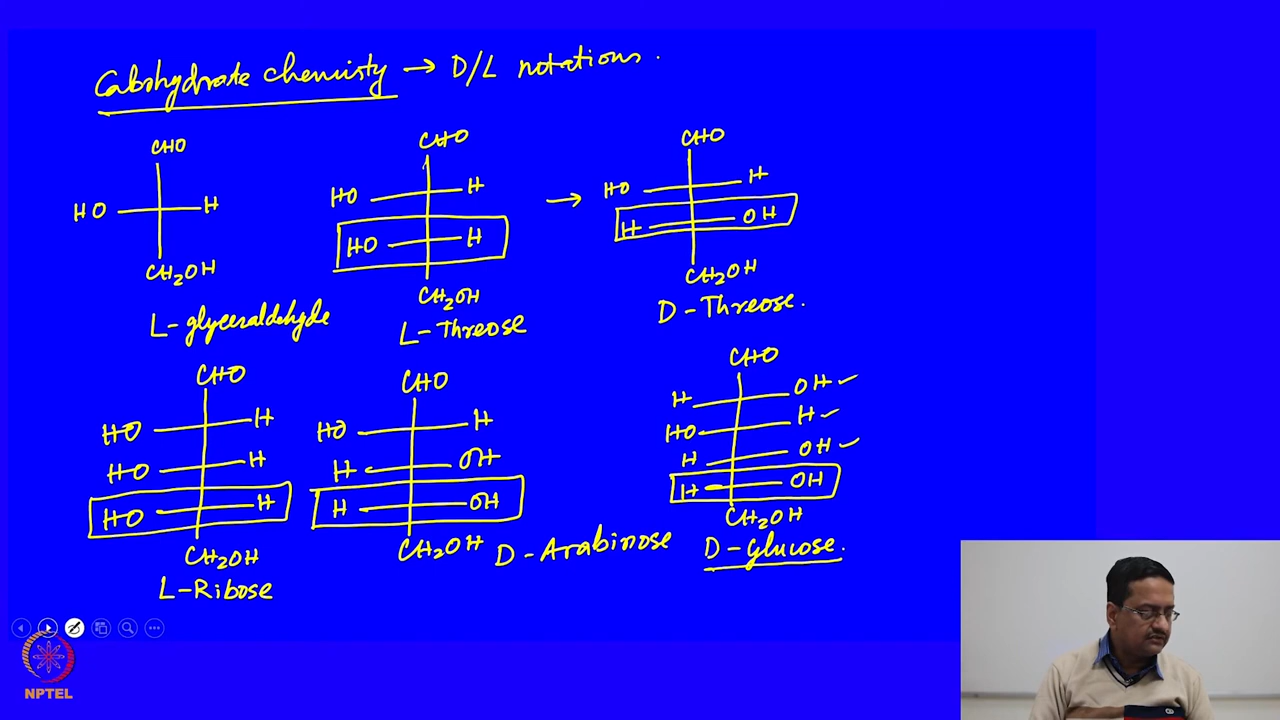 Carbohydrate chemisty → D/L notations.
CHO
HO H
CH₂OH
L-glyceraldehyde
CHO
HO H
HO H
CH₂OH
L-Threose
→
CHO
HO H
H OH
CH₂OH
D-Threose.
CHO
HO H
HO H
HO H
CH₂OH
L-Ribose
CHO
HO H
H OH
H OH
CH₂OH
D-Arabinose
CHO
H OH ✓
HO H ✓
H OH ✓
H OH
CH₂OH
D-glucose.
NPTEL